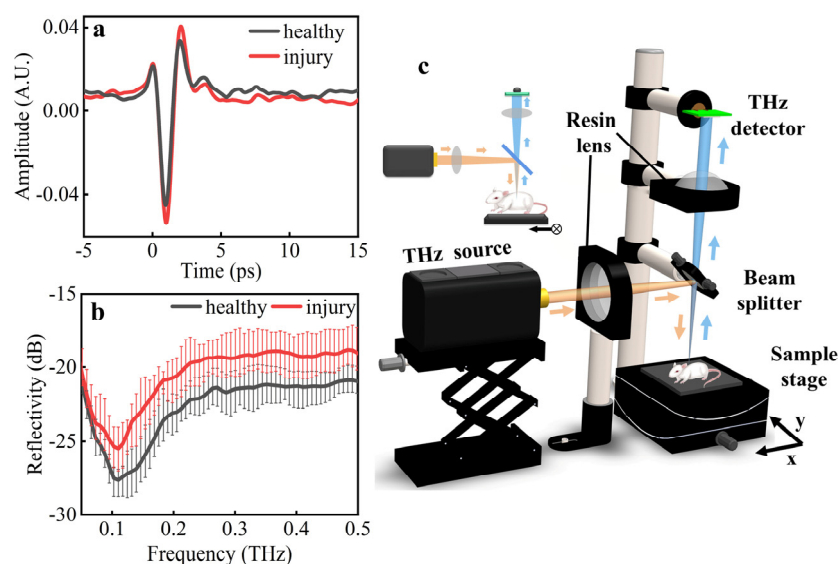 a
healthy
injury
0.04
0.00
-0.04
Amplitude (A.U.)
-5
0
5
10
15
Time (ps)
b
healthy
injury
-15
-20
-25
-30
Reflectivity (dB)
0.1
0.2
0.3
0.4
0.5
Frequency (THz)
c
THz
detector
Resin
lens
THz source
Beam
splitter
Sample
stage
y
x